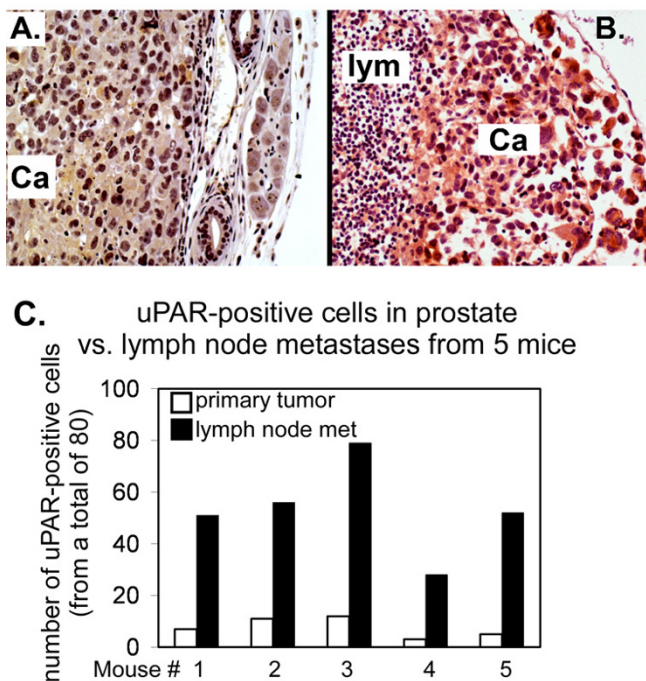 A.
Ca
B.
lym
Ca
C.
uPAR-positive cells in prostate
vs. lymph node metastases from 5 mice
number of uPAR-positive cells
(from a total of 80)
100
80
60
40
20
0
primary tumor
lymph node met
Mouse # 1 2 3 4 5